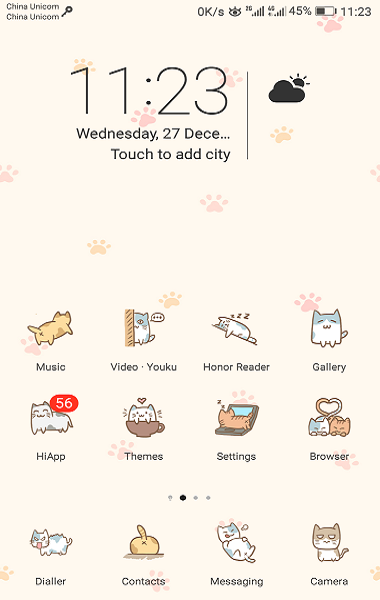 China Unicom
China Unicom
0K/s 2G 4G 45% 11:23
11:23
Wednesday, 27 Dece...
Touch to add city
Music
Video · Youku
Honor Reader
Gallery
56
HiApp
Themes
Settings
Browser
Dialler
Contacts
Messaging
Camera